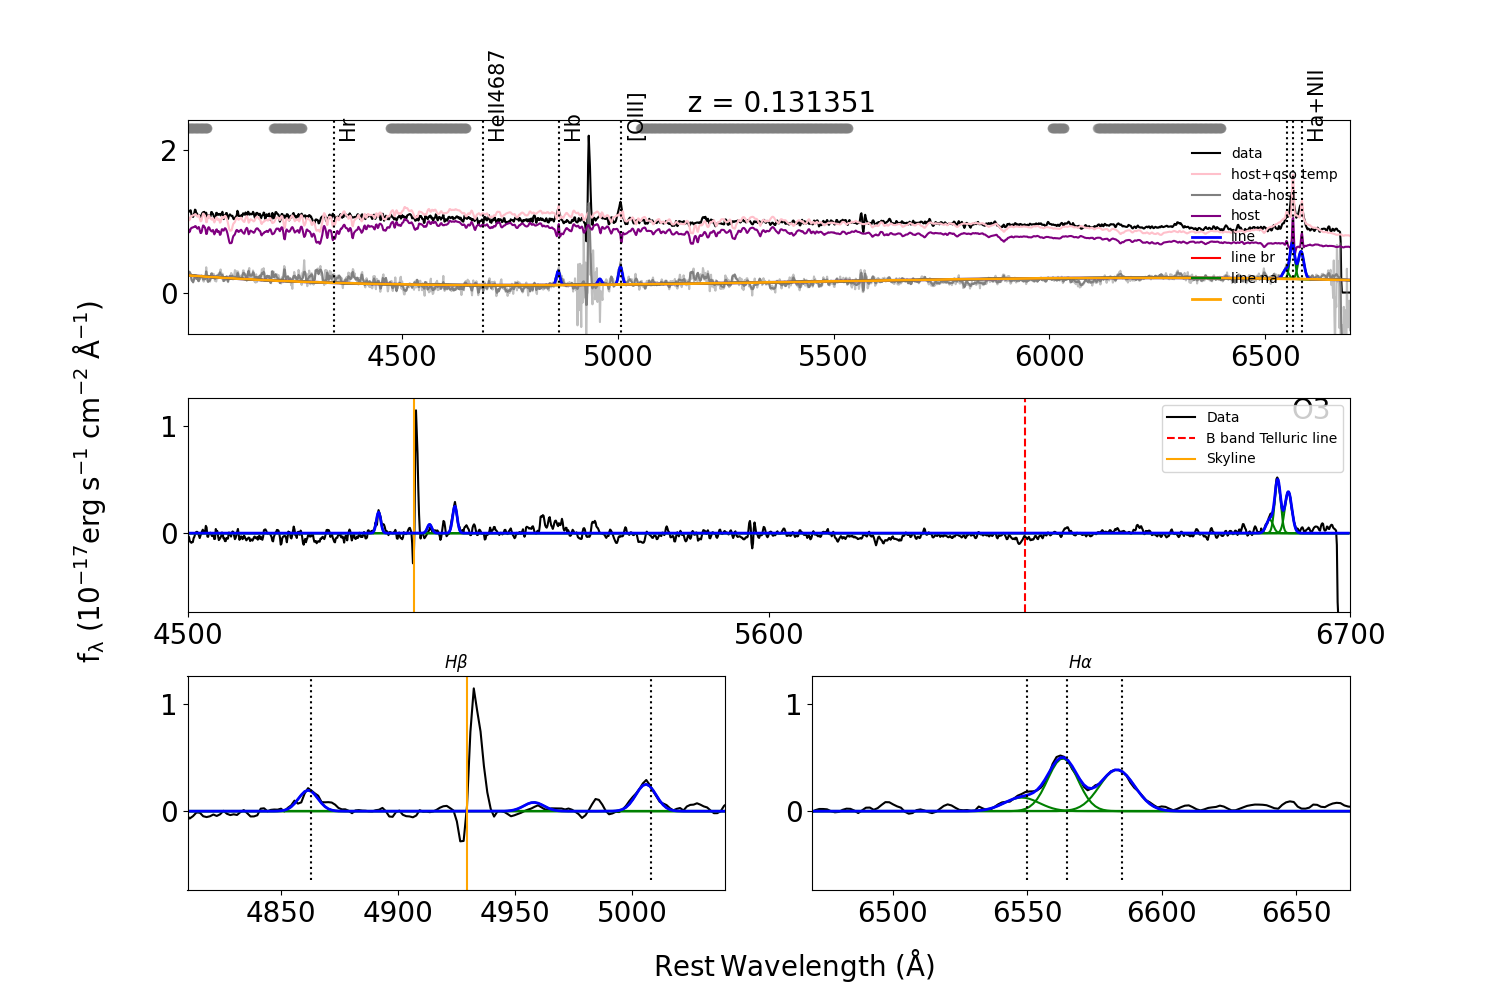 z = 0.131351
Hr
HeII4687
Hb
[OIII]
Ha+NII
2
1
0
data
host+qso temp
data-host
host
line
line br
line na
conti
4500
5000
5500
6000
6500
fλ (10⁻¹⁷erg s⁻¹ cm⁻² Å⁻¹)
O3
1
0
Data
B band Telluric line
Skyline
4500
5600
6700
Hβ
1
0
4850
4900
4950
5000
Hα
1
0
6500
6550
6600
6650
Rest Wavelength (Å)